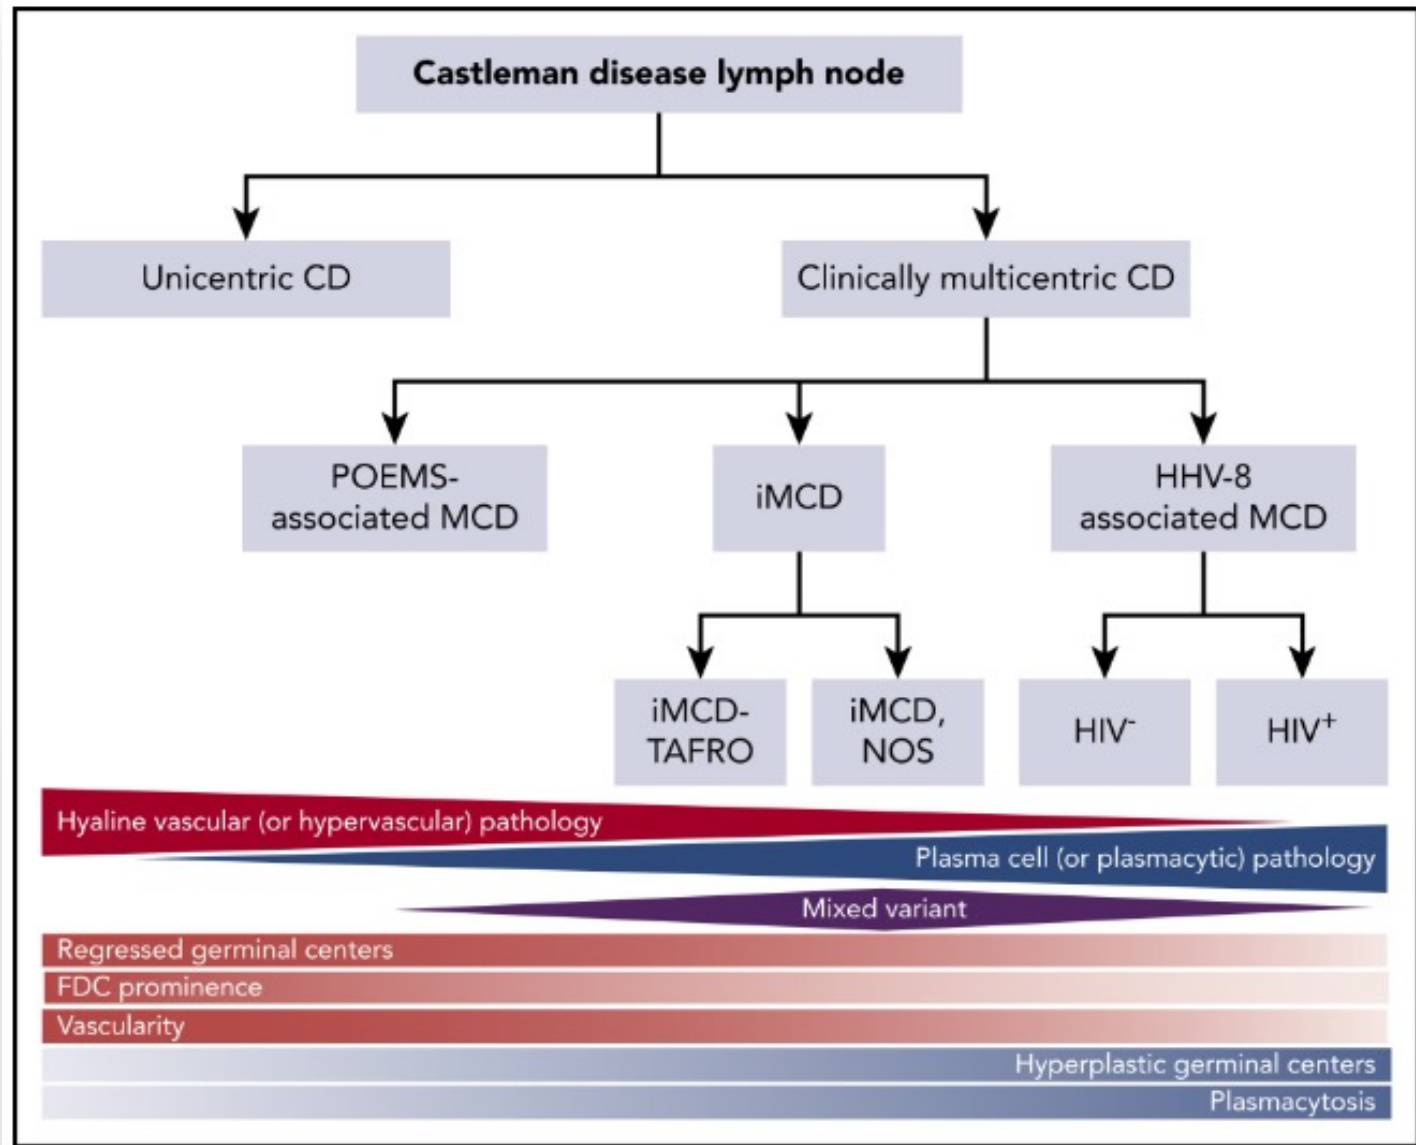 Castleman disease lymph node
Unicentric CD
Clinically multicentric CD
POEMS-
associated MCD
iMCD
HHV-8
associated MCD
iMCD-
TAFRO
iMCD,
NOS
HIV⁻
HIV⁺
Hyaline vascular (or hypervascular) pathology
Plasma cell (or plasmacytic) pathology
Mixed variant
Regressed germinal centers
FDC prominence
Vascularity
Hyperplastic germinal centers
Plasmacytosis